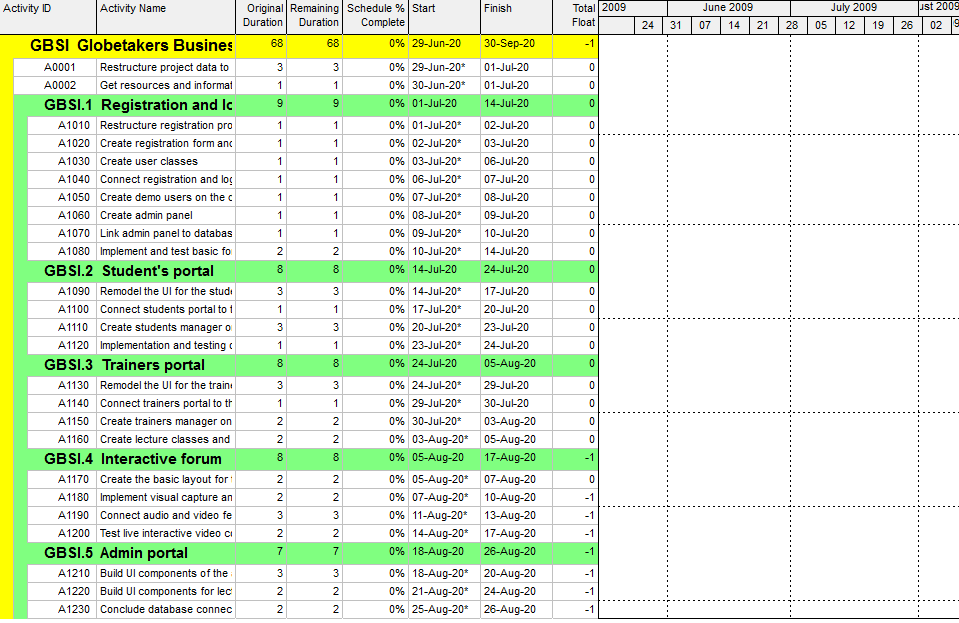 Activity ID Activity Name Original Duration Remaining Duration Schedule % Complete Start Finish Total Float 2009 June 2009 July 2009 ust 2009
24 31 07 14 21 28 05 12 19 26 02 9
GBSI Globetakers Busines 68 68 0% 29-Jun-20 30-Sep-20 -1
A0001 Restructure project data to 3 3 0% 29-Jun-20* 01-Jul-20 0
A0002 Get resources and informat 1 1 0% 30-Jun-20* 01-Jul-20 0
GBSI.1 Registration and lo 9 9 0% 01-Jul-20 14-Jul-20 0
A1010 Restructure registration pro 1 1 0% 01-Jul-20* 02-Jul-20 0
A1020 Create registration form and 1 1 0% 02-Jul-20* 03-Jul-20 0
A1030 Create user classes 1 1 0% 03-Jul-20* 06-Jul-20 0
A1040 Connect registration and log 1 1 0% 06-Jul-20* 07-Jul-20 0
A1050 Create demo users on the d 1 1 0% 07-Jul-20* 08-Jul-20 0
A1060 Create admin panel 1 1 0% 08-Jul-20* 09-Jul-20 0
A1070 Link admin panel to databas 1 1 0% 09-Jul-20* 10-Jul-20 0
A1080 Implement and test basic fo 2 2 0% 10-Jul-20* 14-Jul-20 0
GBSI.2 Student's portal 8 8 0% 14-Jul-20 24-Jul-20 0
A1090 Remodel the UI for the stude 3 3 0% 14-Jul-20* 17-Jul-20 0
A1100 Connect students portal to t 1 1 0% 17-Jul-20* 20-Jul-20 0
A1110 Create students manager o 3 3 0% 20-Jul-20* 23-Jul-20 0
A1120 Implementation and testing o 1 1 0% 23-Jul-20* 24-Jul-20 0
GBSI.3 Trainers portal 8 8 0% 24-Jul-20 05-Aug-20 0
A1130 Remodel the UI for the traine 3 3 0% 24-Jul-20* 29-Jul-20 0
A1140 Connect trainers portal to th 1 1 0% 29-Jul-20* 30-Jul-20 0
A1150 Create trainers manager on 2 2 0% 30-Jul-20* 03-Aug-20 0
A1160 Create lecture classes and 2 2 0% 03-Aug-20* 05-Aug-20 0
GBSI.4 Interactive forum 8 8 0% 05-Aug-20 17-Aug-20 -1
A1170 Create the basic layout for 2 2 0% 05-Aug-20* 07-Aug-20 0
A1180 Implement visual capture an 2 2 0% 07-Aug-20* 10-Aug-20 -1
A1190 Connect audio and video fe 3 3 0% 11-Aug-20* 13-Aug-20 -1
A1200 Test live interactive video c 2 2 0% 14-Aug-20* 17-Aug-20 -1
GBSI.5 Admin portal 7 7 0% 18-Aug-20 26-Aug-20 -1
A1210 Build UI components of the 3 3 0% 18-Aug-20* 20-Aug-20 -1
A1220 Build UI components for lec 2 2 0% 21-Aug-20* 24-Aug-20 -1
A1230 Conclude database connec 2 2 0% 25-Aug-20* 26-Aug-20 -1